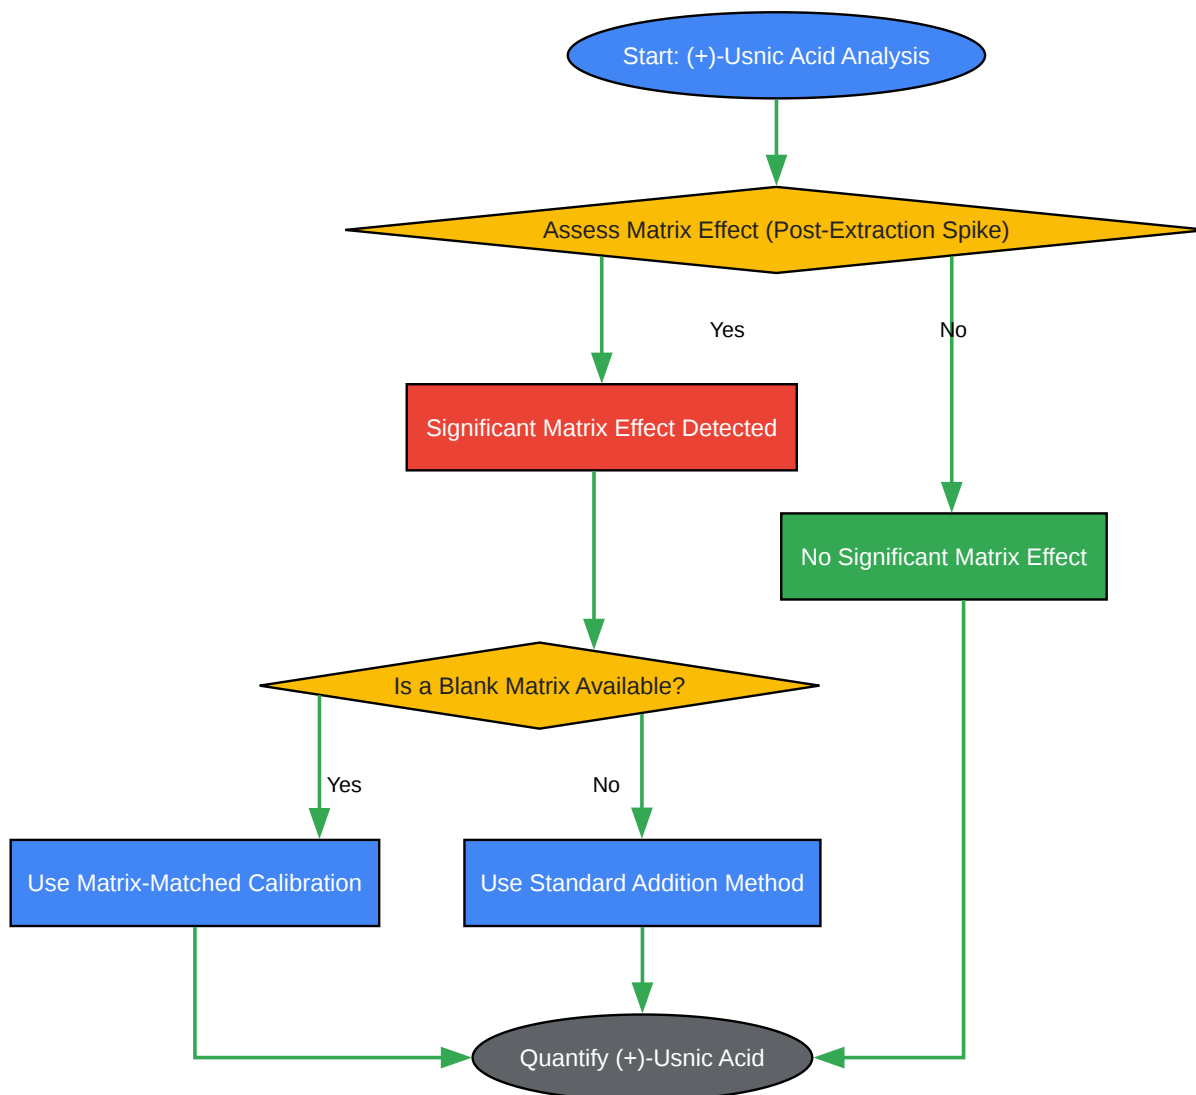 Start: (+)-Usnic Acid Analysis
Assess Matrix Effect (Post-Extraction Spike)
Yes
No
Significant Matrix Effect Detected
No Significant Matrix Effect
Is a Blank Matrix Available?
Yes
No
Use Matrix-Matched Calibration
Use Standard Addition Method
Quantify (+)-Usnic Acid